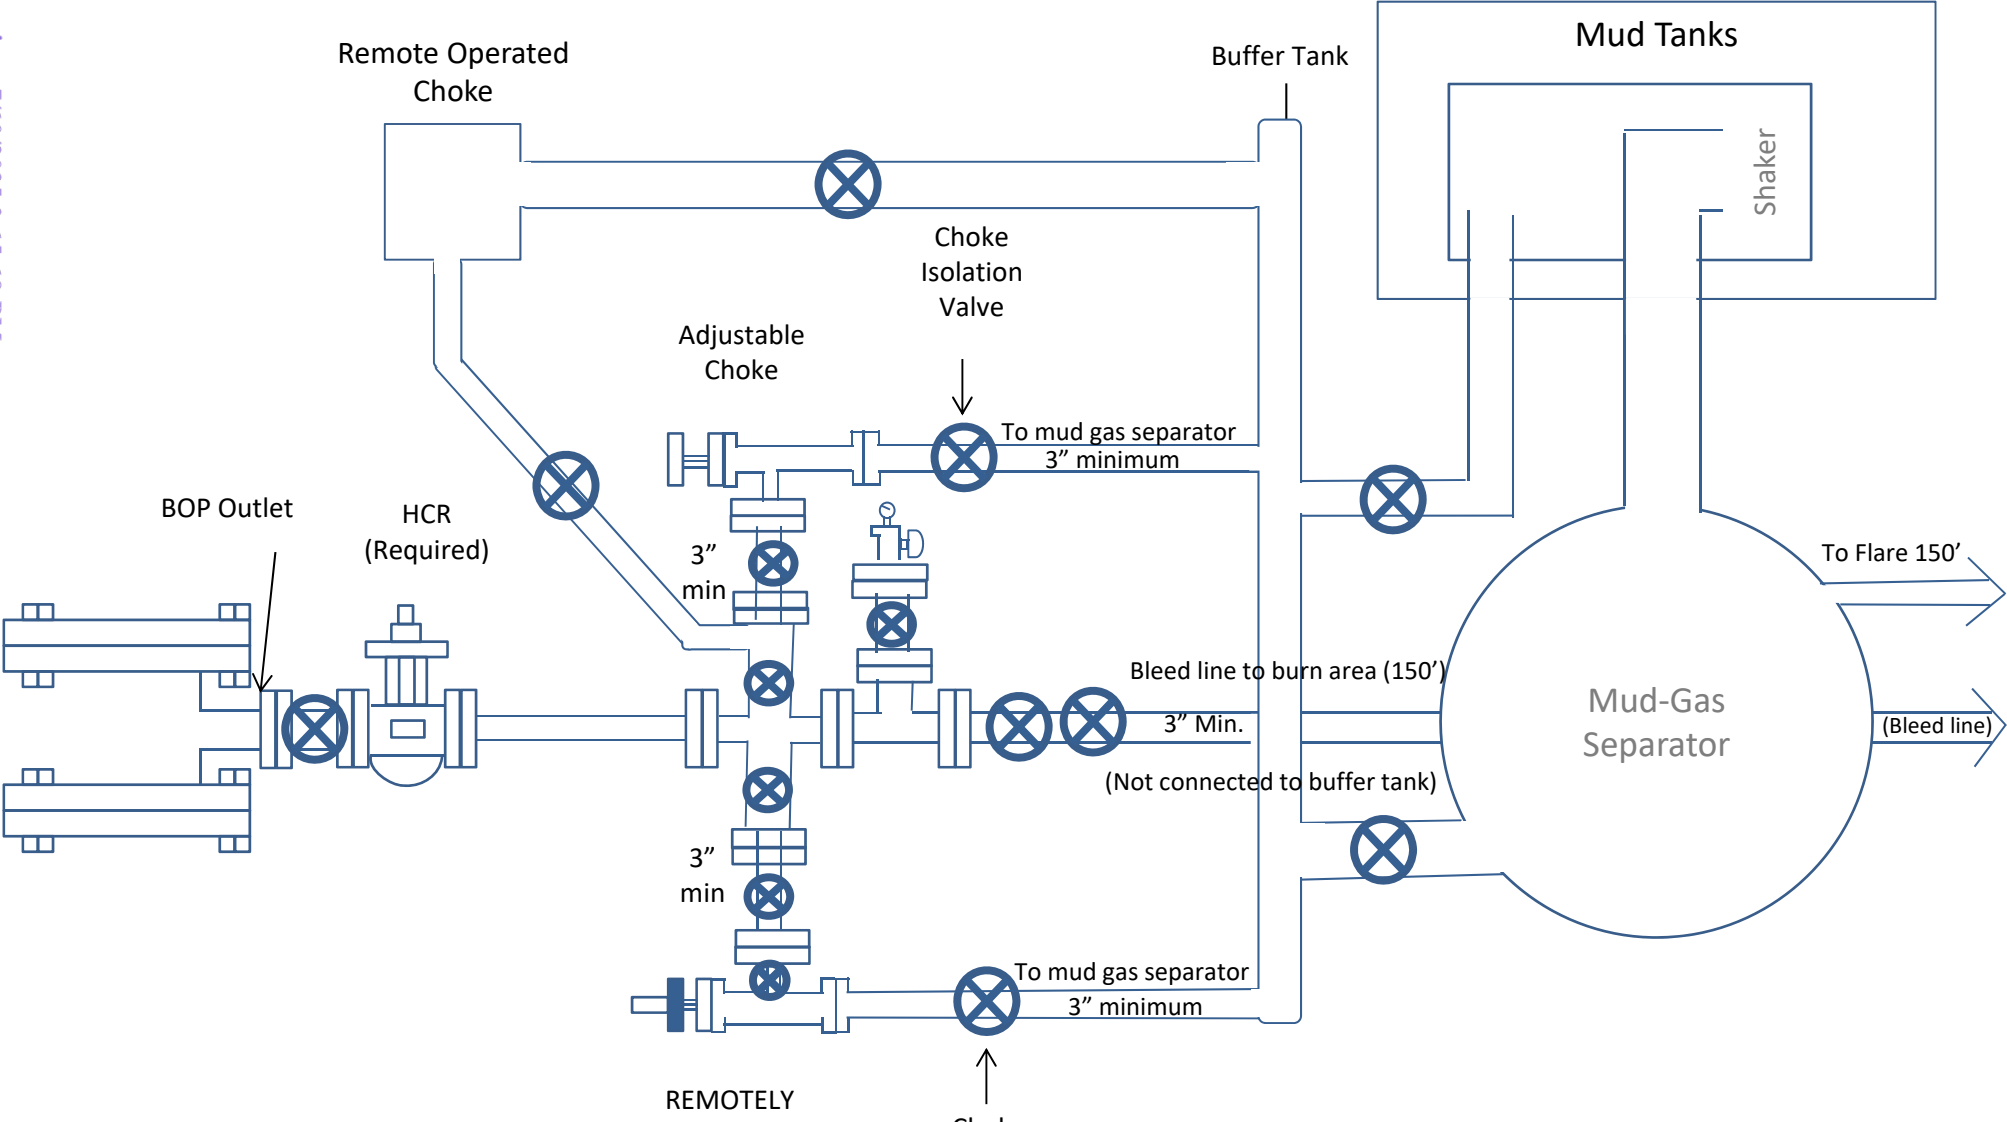 Mud Tanks
Remote Operated
Choke
Buffer Tank
Shaker
Choke
Isolation
Valve
Adjustable
Choke
To mud gas separator
3” minimum
BOP Outlet
HCR
(Required)
3”
min
To Flare 150’
Bleed line to burn area (150’)
3” Min.
(Not connected to buffer tank)
Mud-Gas
Separator
(Bleed line)
3”
min
To mud gas separator
3” minimum
REMOTELY